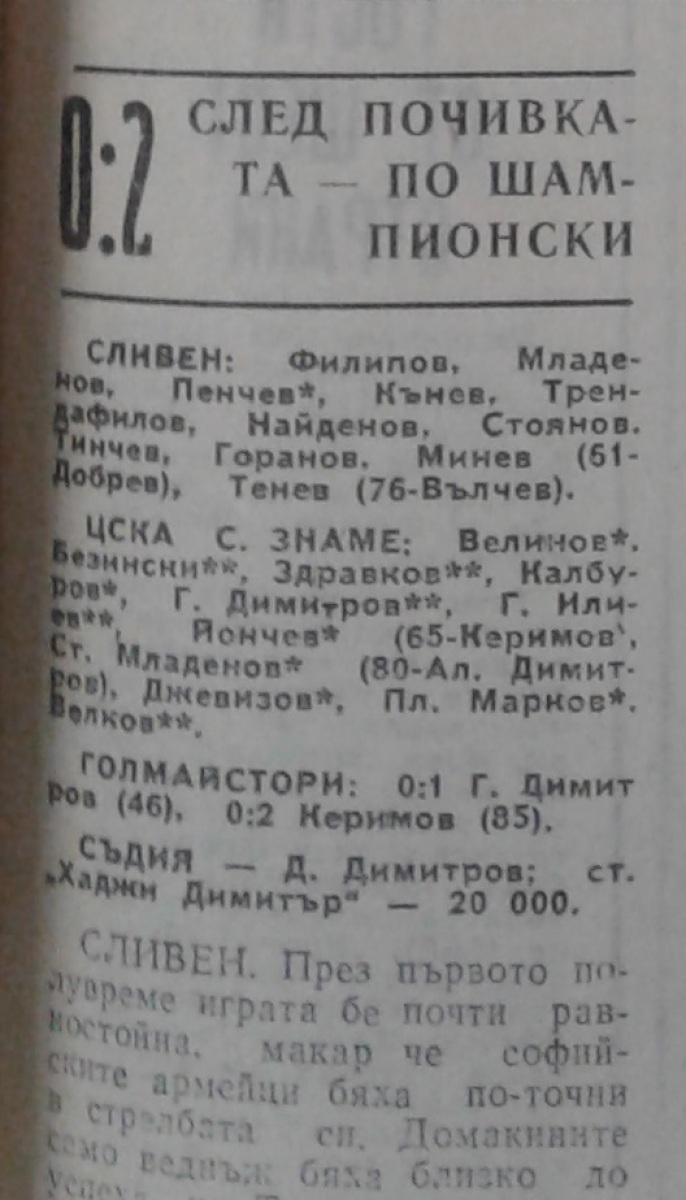 0:2
СЛЕД ПОЧИВКА-
ТА — ПО ШАМ-
ПИОНСКИ
СЛИВЕН: Филипов, Младе-
нов, Пенчев*, Кънев, Трен-
дафилов, Найденов, Стоянов,
Тинчев, Горанов, Минев (61-
Добрев), Тенев (76-Вълчев).
ЦСКА С. ЗНАМЕ: Велинов*,
Безински**, Здравков**, Калбу-
ров*, Г. Димитров**, Г. Или-
ев**, Йончев* (65-Керимов),
Ст. Младенов* (80-Ал. Димит-
ров), Джевизов*, Пл. Марков*,
Велков**.
ГОЛМАЙСТОРИ: 0:1 Г. Димит
ров (46), 0:2 Керимов (85).
СЪДИЯ — Д. Димитров; ст.
„Хаджи Димитър" — 20 000.
СЛИВЕН. През първото по-
лувреме играта бе почти рав-
ностойна, макар че софий-
ските армейци бяха по-точни
в стрелбата си. Домакините
само веднъж бяха близко до